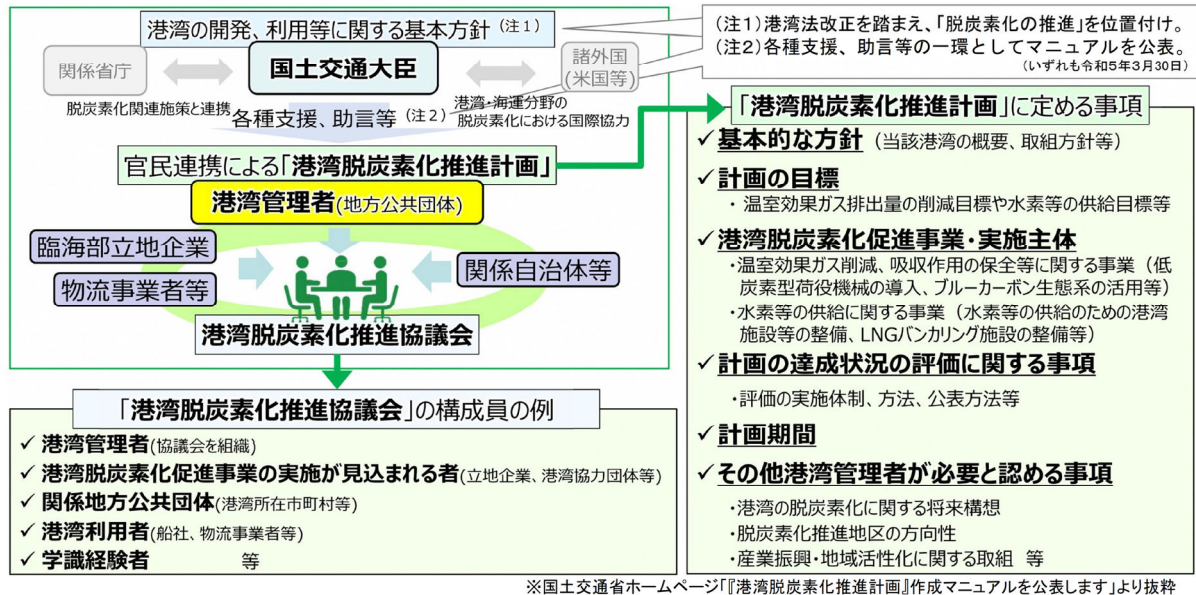 港湾の開発、利用等に関する基本方針（注１）
関係省庁
国土交通大臣
諸外国
(米国等)
脱炭素化関連施策と連携
各種支援、助言等（注２）
港湾・海運分野の
脱炭素化における国際協力
官民連携による「港湾脱炭素化推進計画」
港湾管理者(地方公共団体)
臨海部立地企業
物流事業者等
関係自治体等
港湾脱炭素化推進協議会
(注１)港湾法改正を踏まえ、「脱炭素化の推進」を位置付け。
(注２)各種支援、助言等の一環としてマニュアルを公表。
(いずれも令和5年3月30日)
「港湾脱炭素化推進協議会」の構成員の例
✓ 港湾管理者(協議会を組織)
✓ 港湾脱炭素化促進事業の実施が見込まれる者(立地企業、港湾協力団体等)
✓ 関係地方公共団体(港湾所在市町村等)
✓ 港湾利用者(船社、物流事業者等)
✓ 学識経験者 等
「港湾脱炭素化推進計画」に定める事項
✓ 基本的な方針（当該港湾の概要、取組方針等）
✓ 計画の目標
・ 温室効果ガス排出量の削減目標や水素等の供給目標等
✓ 港湾脱炭素化促進事業・実施主体
・温室効果ガス削減、吸収作用の保全等に関する事業（低
炭素型荷役機械の導入、ブルーカーボン生態系の活用等）
・水素等の供給に関する事業（水素等の供給のための港湾
施設等の整備、LNGバンカリング施設の整備等）
✓ 計画の達成状況の評価に関する事項
・評価の実施体制、方法、公表方法等
✓ 計画期間
✓ その他港湾管理者が必要と認める事項
・港湾の脱炭素化に関する将来構想
・脱炭素化推進地区の方向性
・産業振興・地域活性化に関する取組 等
※国土交通省ホームページ「『港湾脱炭素化推進計画』作成マニュアルを公表します」より抜粋